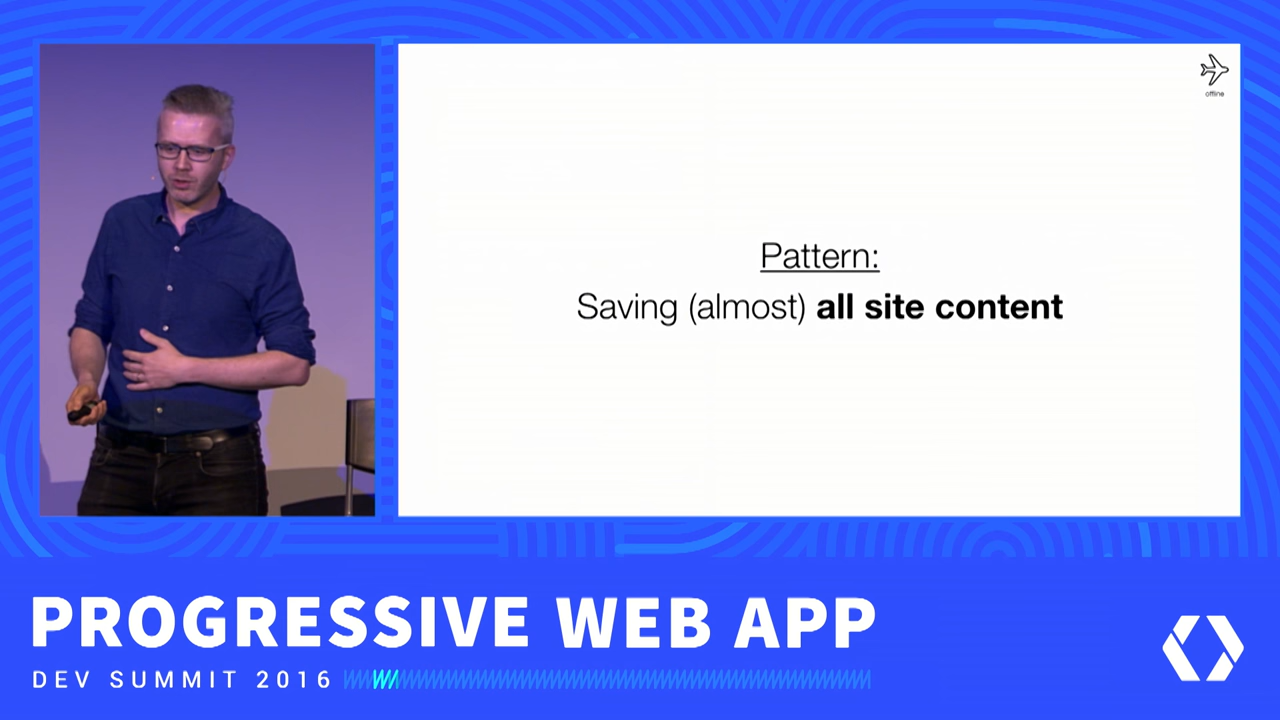 offline
Pattern:
Saving (almost) all site content
PROGRESSIVE WEB APP
DEV SUMMIT 2016